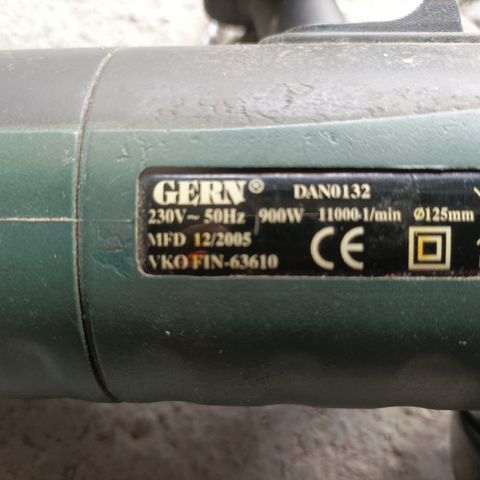 GERN® DAN0132
230V~ 50Hz 900W 11000 1/min Ø125mm
MFD 12/2005
VKO FIN-63610
CE